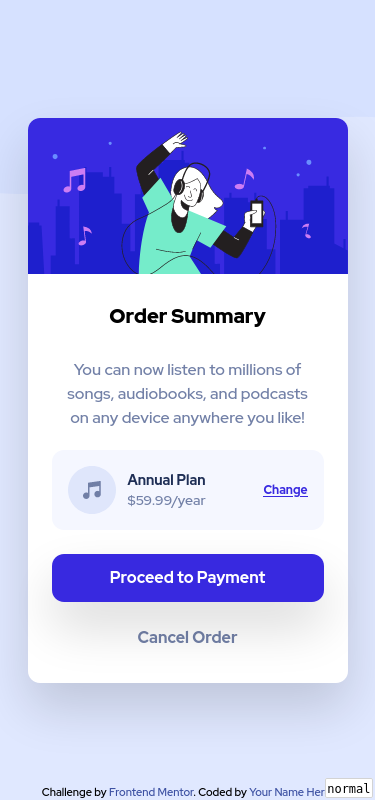 Order Summary
You can now listen to millions of
songs, audiobooks, and podcasts
on any device anywhere you like!
Annual Plan
$59.99/year
Change
Proceed to Payment
Cancel Order
Challenge by Frontend Mentor. Coded by Your Name Her
normal